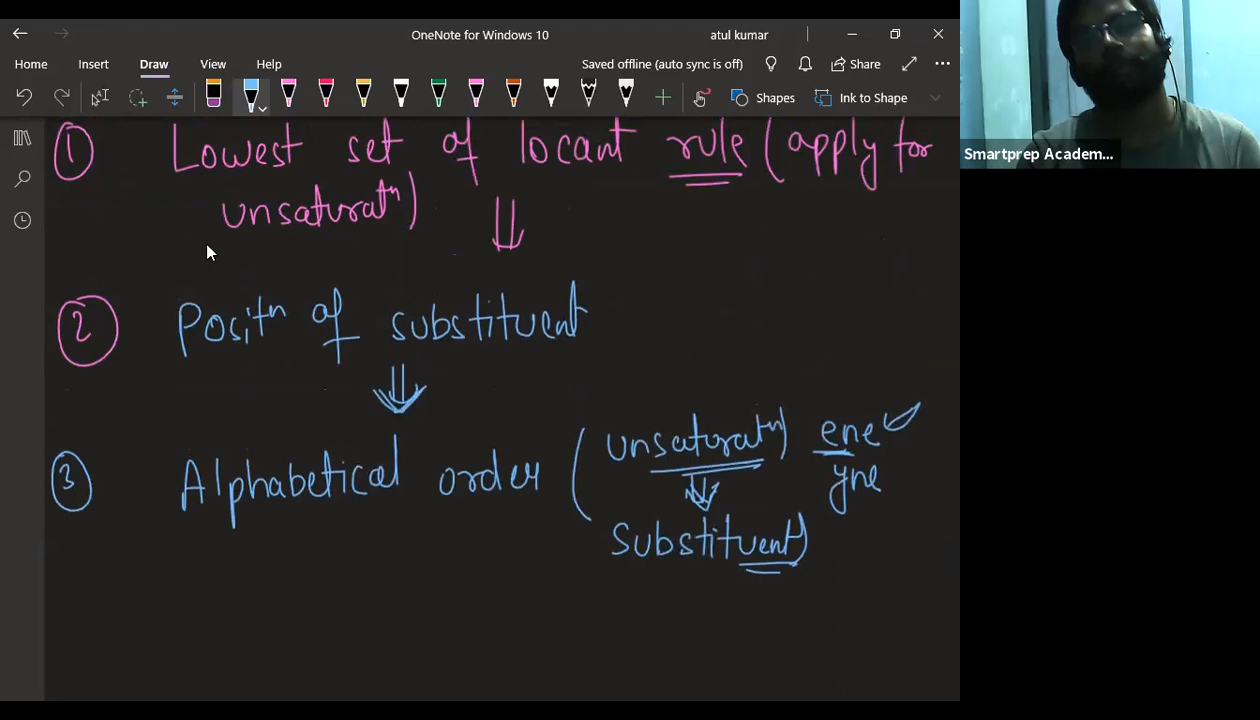 OneNote for Windows 10
atul kumar
Home Insert Draw View Help
Saved offline (auto sync is off)
Share
Shapes
Ink to Shape
Smartprep Academ...
① Lowest set of locant rule (apply for
unsaturatⁿ)
② Positⁿ of substituent
③ Alphabetical order (unsaturatⁿ) ene
yne
substituent)